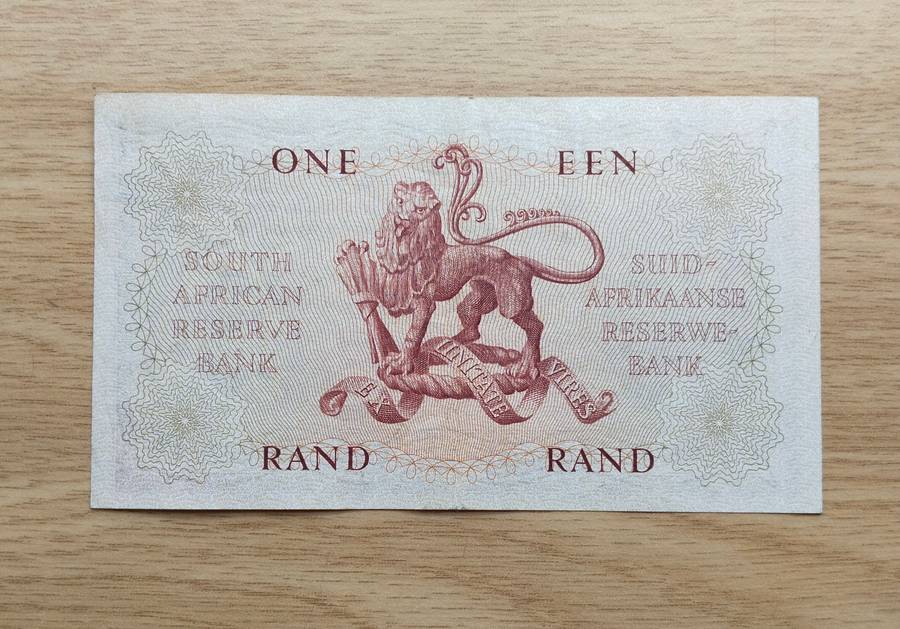 ONE EEN
SOUTH
AFRICAN
RESERVE
BANK
SUID-
AFRIKAANSE
RESERWE-
BANK
EX UNITATE VIRES
RAND RAND